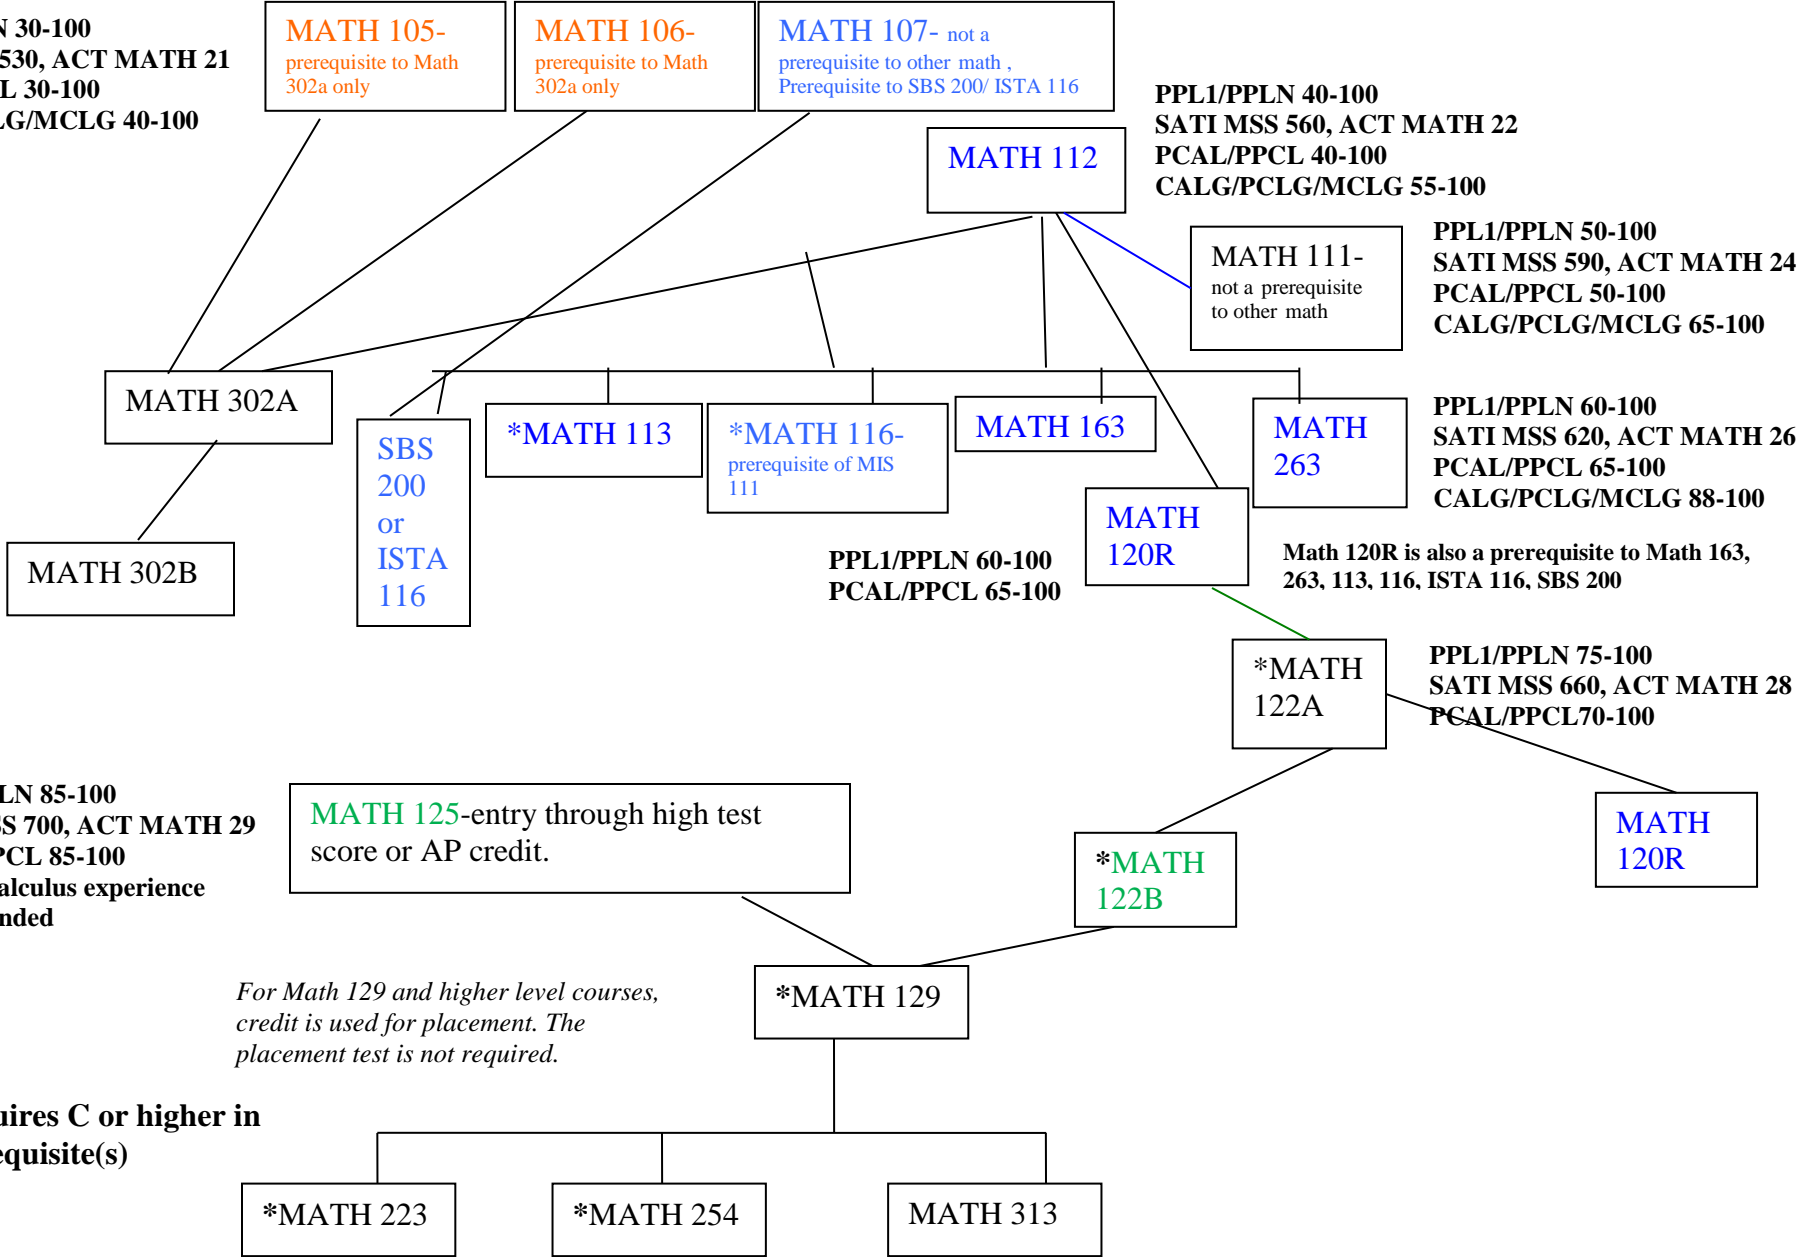 N 30-100
530, ACT MATH 21
L 30-100
LG/MCLG 40-100
MATH 105-
prerequisite to Math
302a only
MATH 106-
prerequisite to Math
302a only
MATH 107- not a
prerequisite to other math ,
Prerequisite to SBS 200/ ISTA 116
PPL1/PPLN 40-100
SATI MSS 560, ACT MATH 22
PCAL/PPCL 40-100
CALG/PCLG/MCLG 55-100
MATH 112
MATH 111-
not a prerequisite
to other math
PPL1/PPLN 50-100
SATI MSS 590, ACT MATH 24
PCAL/PPCL 50-100
CALG/PCLG/MCLG 65-100
MATH 302A
SBS
200
or
ISTA
116
*MATH 113
*MATH 116-
prerequisite of MIS
111
MATH 163
MATH
263
PPL1/PPLN 60-100
SATI MSS 620, ACT MATH 26
PCAL/PPCL 65-100
CALG/PCLG/MCLG 88-100
MATH 302B
PPL1/PPLN 60-100
PCAL/PPCL 65-100
MATH
120R
Math 120R is also a prerequisite to Math 163,
263, 113, 116, ISTA 116, SBS 200
*MATH
122A
PPL1/PPLN 75-100
SATI MSS 660, ACT MATH 28
PCAL/PPCL70-100
LN 85-100
SS 700, ACT MATH 29
PCL 85-100
alculus experience
nded
MATH 125-entry through high test
score or AP credit.
*MATH
122B
MATH
120R
For Math 129 and higher level courses,
credit is used for placement. The
placement test is not required.
*MATH 129
uires C or higher in
equisite(s)
*MATH 223
*MATH 254
MATH 313